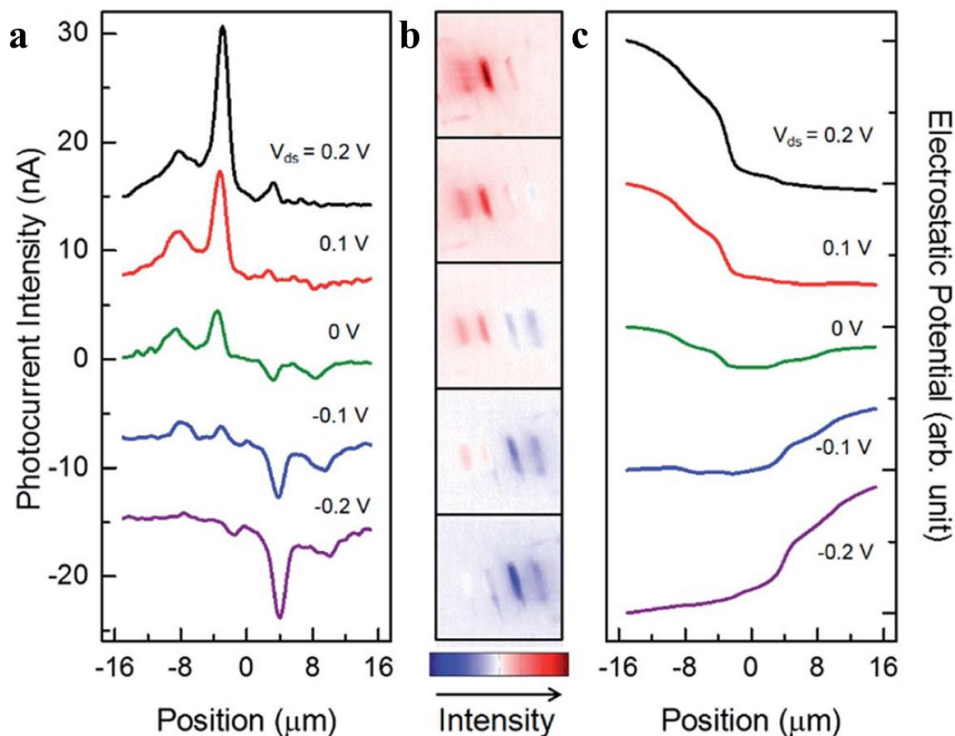 a
30
20
10
0
-10
-20
Photocurrent Intensity (nA)
V_ds = 0.2 V
0.1 V
0 V
-0.1 V
-0.2 V
-16 -8 0 8 16
Position (μm)
b
Intensity
c
V_ds = 0.2 V
0.1 V
0 V
-0.1 V
-0.2 V
-16 -8 0 8 16
Position (μm)
Electrostatic Potential (arb. unit)